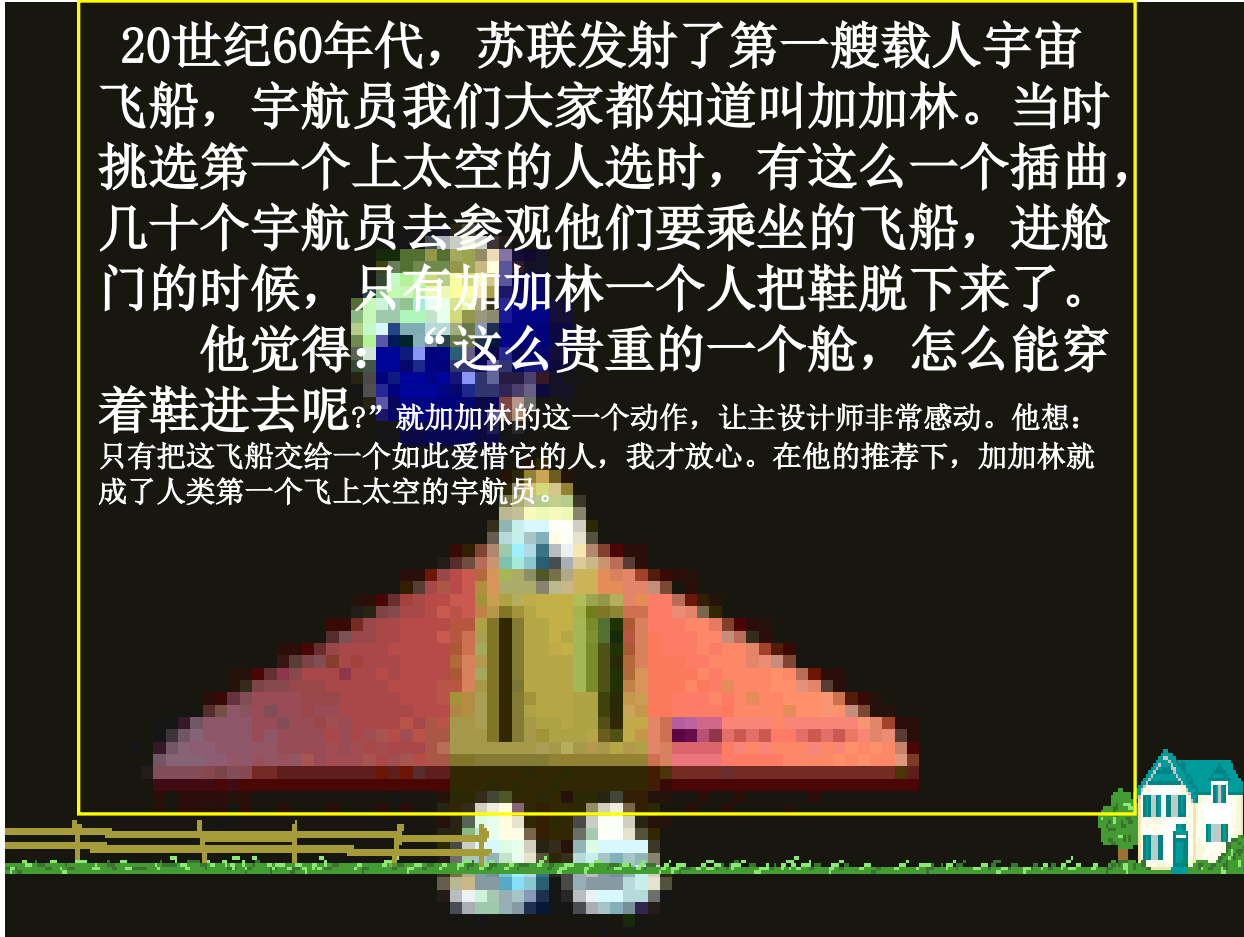 20世纪60年代，苏联发射了第一艘载人宇宙
飞船，宇航员我们大家都知道叫加加林。当时
挑选第一个上太空的人选时，有这么一个插曲，
几十个宇航员去参观他们要乘坐的飞船，进舱
门的时候，只有加加林一个人把鞋脱下来了。
他觉得：“这么贵重的一个舱，怎么能穿
着鞋进去呢?”就加加林的这一个动作，让主设计师非常感动。他想：
只有把这飞船交给一个如此爱惜它的人，我才放心。在他的推荐下，加加林就
成了人类第一个飞上太空的宇航员。